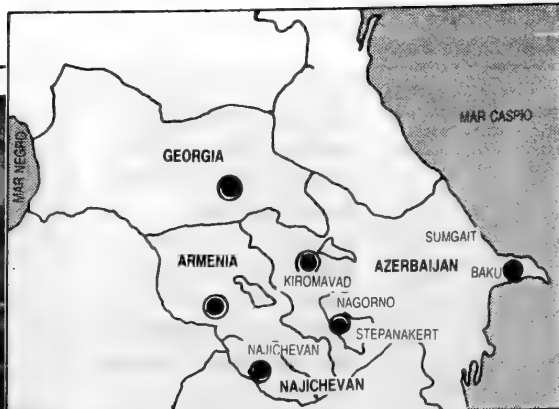 MAR CASPIO
MAR NEGRO
GEORGIA
SUMGAIT
ARMENIA
AZERBAIJAN
BAKU
KIROMAVAD
NAGORNO
STEPANAKERT
NAJICHEVAN
NAJICHEVAN